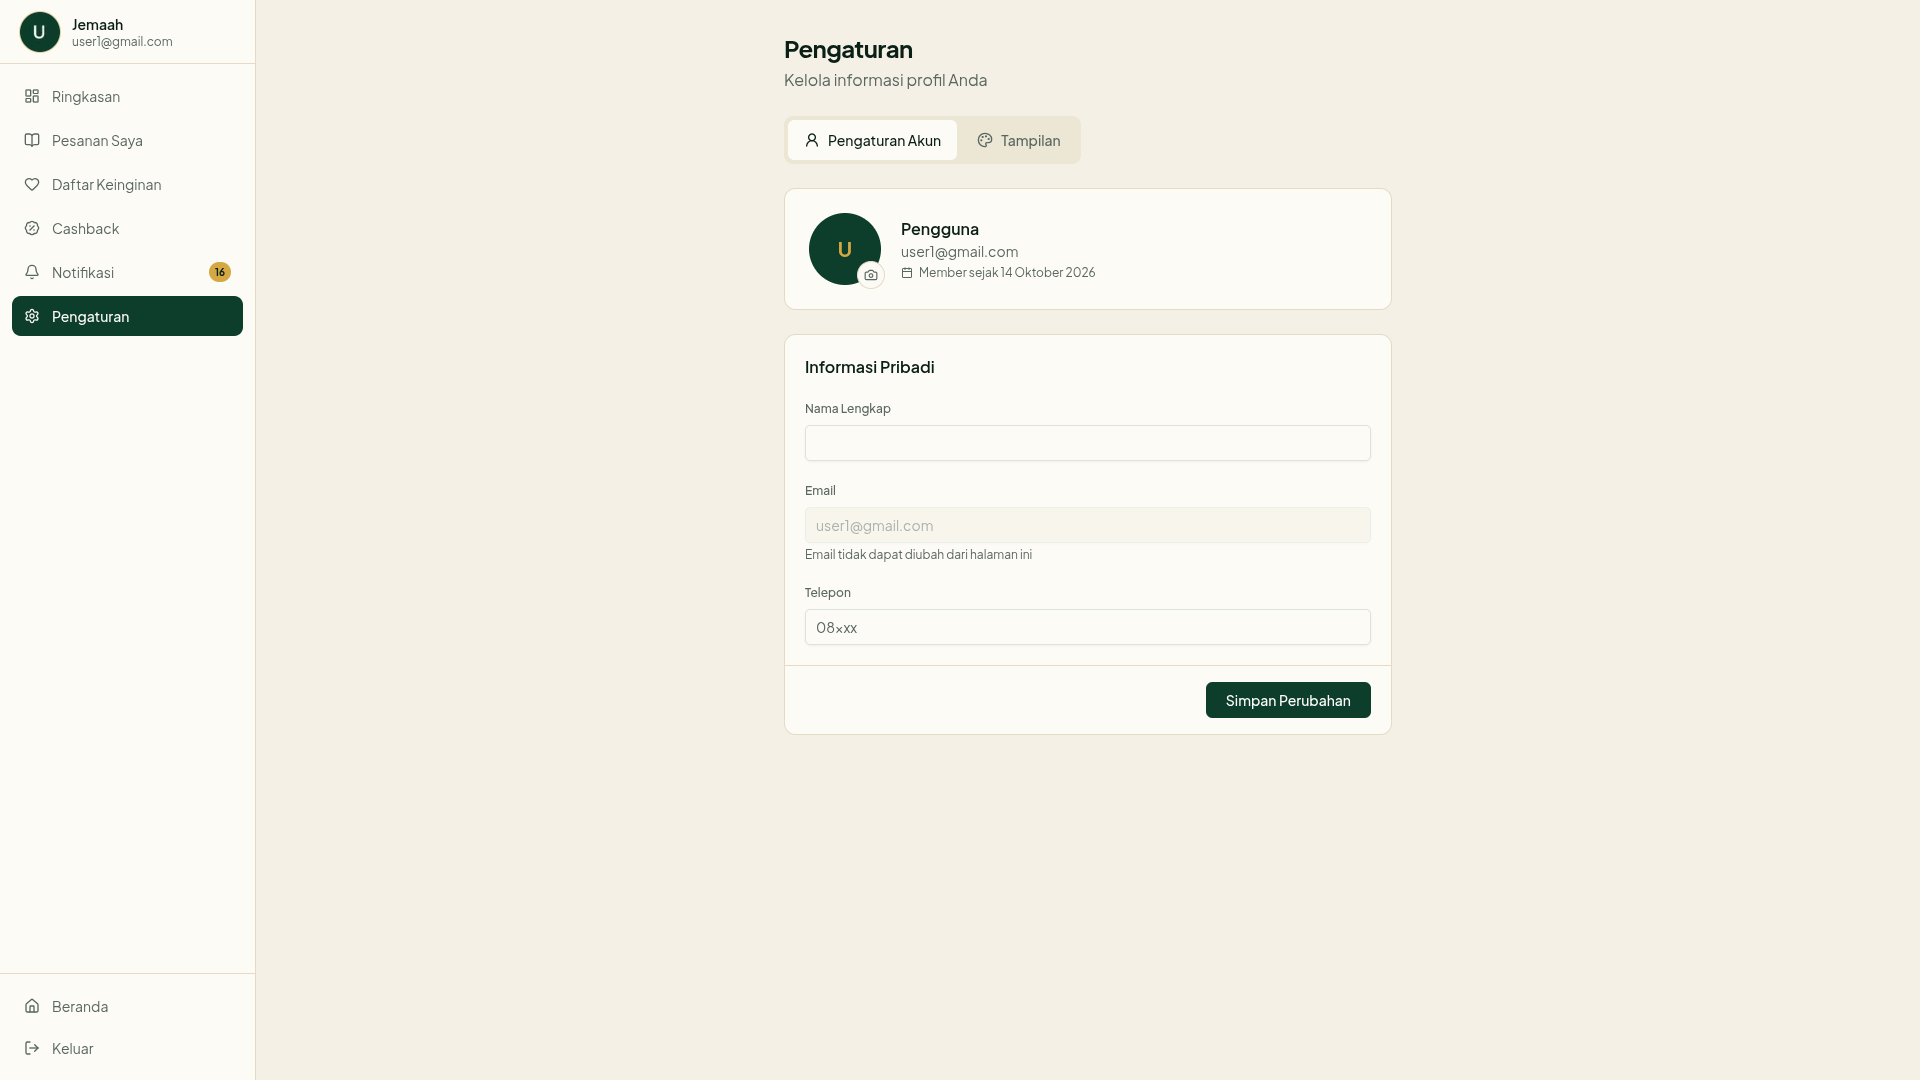 U
Jemaah
user1@gmail.com
Ringkasan
Pesanan Saya
Daftar Keinginan
Cashback
Notifikasi 16
Pengaturan
Beranda
Keluar
Pengaturan
Kelola informasi profil Anda
Pengaturan Akun Tampilan
U
Pengguna
user1@gmail.com
Member sejak 14 Oktober 2026
Informasi Pribadi
Nama Lengkap
Email
user1@gmail.com
Email tidak dapat diubah dari halaman ini
Telepon
08xxx
Simpan Perubahan